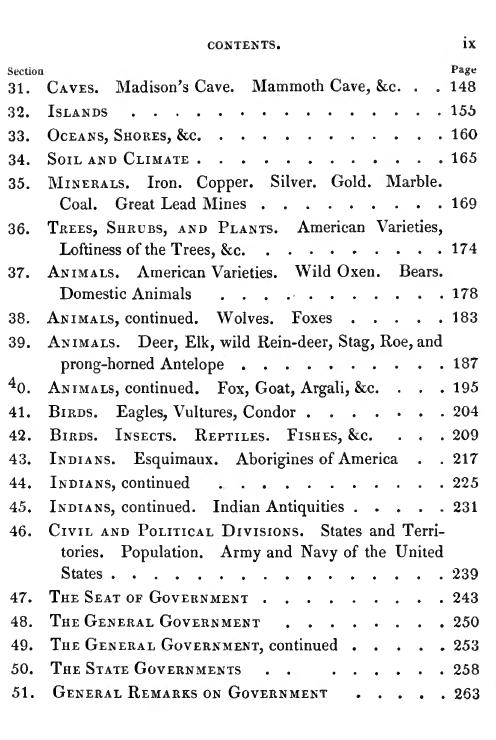 CONTENTS. ix
Section Page
31. CAVES. Madison's Cave. Mammoth Cave, &c. . . 148
32. ISLANDS . . . . . . . . . . . . . . . 155
33. OCEANS, SHORES, &c. . . . . . . . . . . . 160
34. SOIL AND CLIMATE . . . . . . . . . . . . 165
35. MINERALS. Iron. Copper. Silver. Gold. Marble.
Coal. Great Lead Mines . . . . . . . . . 169
36. TREES, SHRUBS, AND PLANTS. American Varieties,
Loftiness of the Trees, &c. . . . . . . . . . 174
37. ANIMALS. American Varieties. Wild Oxen. Bears.
Domestic Animals . . . . . . . . . . . 178
38. ANIMALS, continued. Wolves. Foxes . . . . . 183
39. ANIMALS. Deer, Elk, wild Rein-deer, Stag, Roe, and
prong-horned Antelope . . . . . . . . . . 187
40. ANIMALS, continued. Fox, Goat, Argali, &c. . . . 195
41. BIRDS. Eagles, Vultures, Condor . . . . . . . 204
42. BIRDS. INSECTS. REPTILES. FISHES, &c. . . . 209
43. INDIANS. Esquimaux. Aborigines of America . . 217
44. INDIANS, continued . . . . . . . . . . . 225
45. INDIANS, continued. Indian Antiquities . . . . . 231
46. CIVIL AND POLITICAL DIVISIONS. States and Terri-
tories. Population. Army and Navy of the United
States . . . . . . . . . . . . . . . . 239
47. THE SEAT OF GOVERNMENT . . . . . . . . 243
48. THE GENERAL GOVERNMENT . . . . . . . 250
49. THE GENERAL GOVERNMENT, continued . . . . . 253
50. THE STATE GOVERNMENTS . . . . . . . . 258
51. GENERAL REMARKS ON GOVERNMENT . . . . . 263